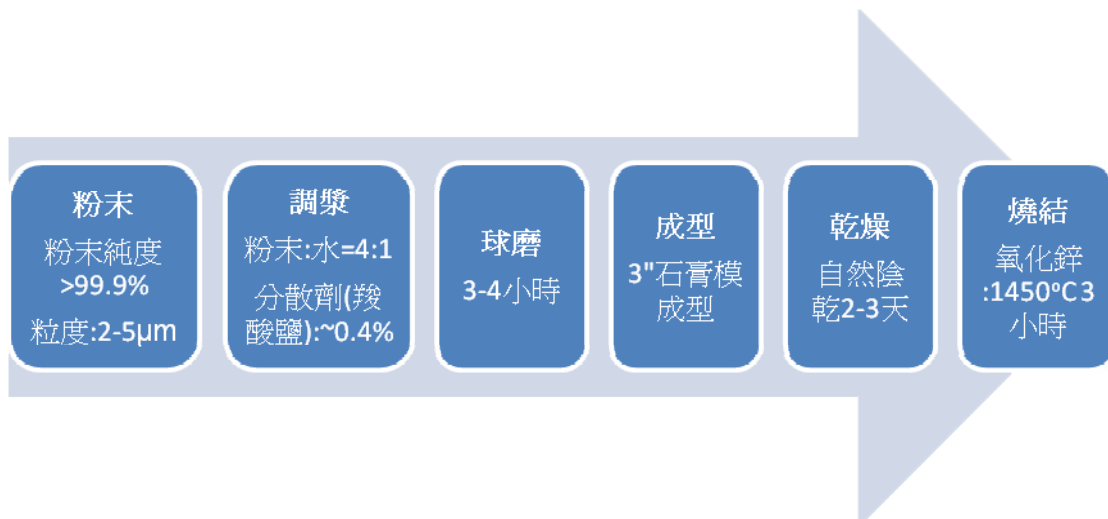 粉末
粉末純度
>99.9%
粒度:2-5μm
調漿
粉末:水=4:1
分散劑(羧
酸鹽):~0.4%
球磨
3-4小時
成型
3"石膏模
成型
乾燥
自然陰
乾2-3天
燒結
氧化鋅
:1450°C 3
小時